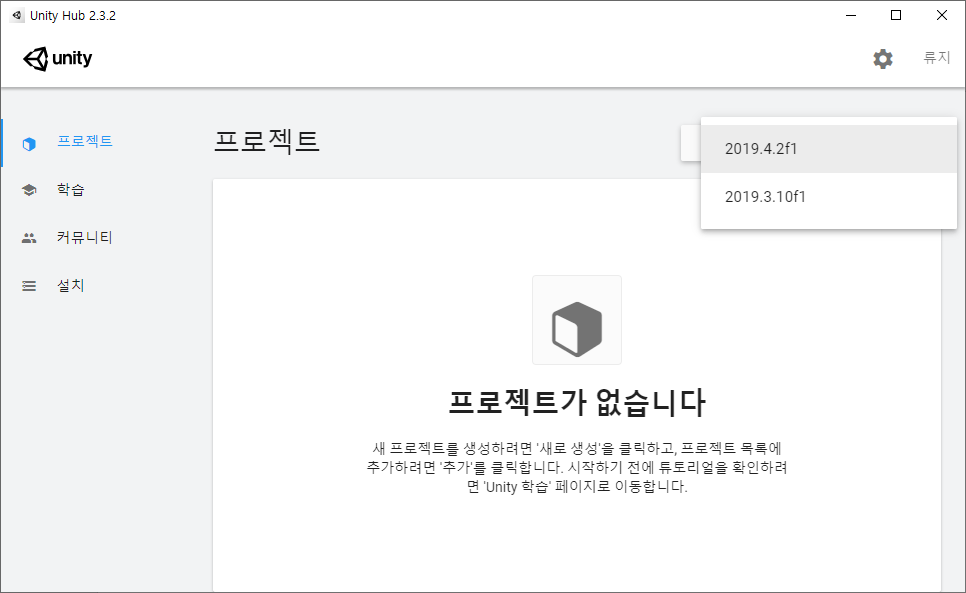 Unity Hub 2.3.2
unity
류지
프로젝트
학습
커뮤니티
설치
프로젝트
2019.4.2f1
2019.3.10f1
프로젝트가 없습니다
새 프로젝트를 생성하려면 '새로 생성'을 클릭하고, 프로젝트 목록에
추가하려면 '추가'를 클릭합니다. 시작하기 전에 튜토리얼을 확인하려
면 'Unity 학습' 페이지로 이동합니다.